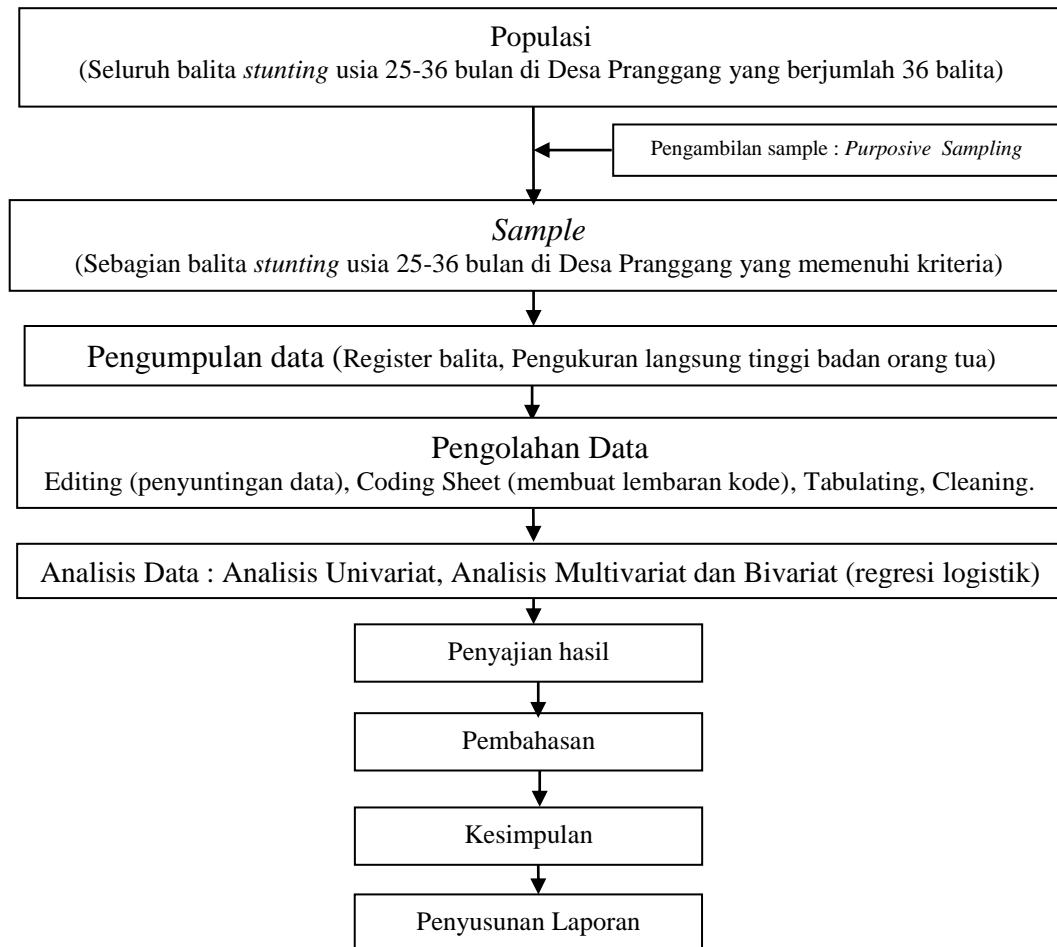 Populasi
(Seluruh balita stunting usia 25-36 bulan di Desa Pranggang yang berjumlah 36 balita)
Pengambilan sample : Purposive Sampling
Sample
(Sebagian balita stunting usia 25-36 bulan di Desa Pranggang yang memenuhi kriteria)
Pengumpulan data (Register balita, Pengukuran langsung tinggi badan orang tua)
Pengolahan Data
Editing (penyuntingan data), Coding Sheet (membuat lembaran kode), Tabulating, Cleaning.
Analisis Data : Analisis Univariat, Analisis Multivariat dan Bivariat (regresi logistik)
Penyajian hasil
Pembahasan
Kesimpulan
Penyusunan Laporan